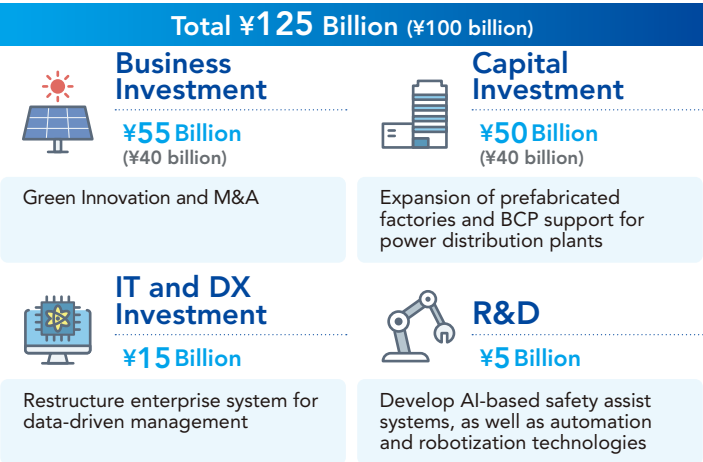 Total ¥125 Billion (¥100 billion)
Business
Investment
¥55 Billion
(¥40 billion)
Green Innovation and M&A
Capital
Investment
¥50 Billion
(¥40 billion)
Expansion of prefabricated
factories and BCP support for
power distribution plants
IT and DX
Investment
¥15 Billion
Restructure enterprise system for
data-driven management
R&D
¥5 Billion
Develop AI-based safety assist
systems, as well as automation
and robotization technologies